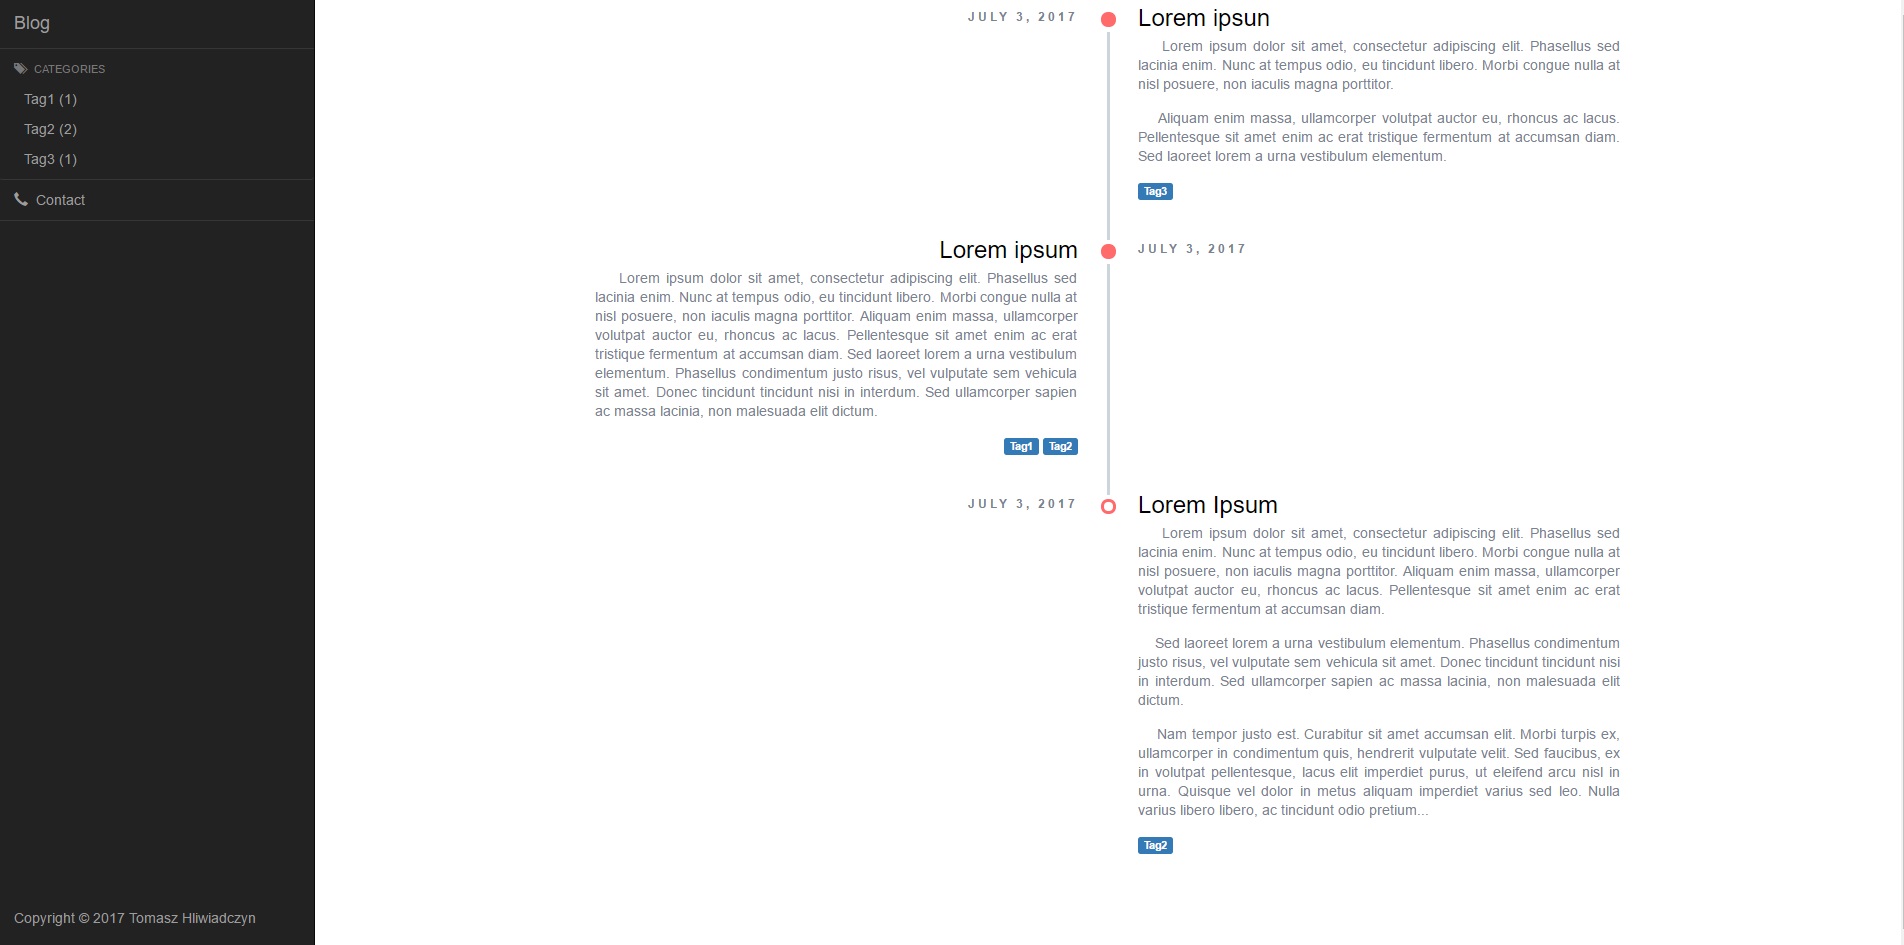 Blog
CATEGORIES
Tag1 (1)
Tag2 (2)
Tag3 (1)
Contact
Copyright © 2017 Tomasz Hliwiadczyn
JULY 3, 2017
Lorem ipsun
Lorem ipsum dolor sit amet, consectetur adipiscing elit. Phasellus sed
lacinia enim. Nunc at tempus odio, eu tincidunt libero. Morbi congue nulla at
nisl posuere, non iaculis magna porttitor.
Aliquam enim massa, ullamcorper volutpat auctor eu, rhoncus ac lacus.
Pellentesque sit amet enim ac erat tristique fermentum at accumsan diam.
Sed laoreet lorem a urna vestibulum elementum.
Tag3
Lorem ipsum
JULY 3, 2017
Lorem ipsum dolor sit amet, consectetur adipiscing elit. Phasellus sed
lacinia enim. Nunc at tempus odio, eu tincidunt libero. Morbi congue nulla at
nisl posuere, non iaculis magna porttitor. Aliquam enim massa, ullamcorper
volutpat auctor eu, rhoncus ac lacus. Pellentesque sit amet enim ac erat
tristique fermentum at accumsan diam. Sed laoreet lorem a urna vestibulum
elementum. Phasellus condimentum justo risus, vel vulputate sem vehicula
sit amet. Donec tincidunt tincidunt nisi in interdum. Sed ullamcorper sapien
ac massa lacinia, non malesuada elit dictum.
Tag1 Tag2
JULY 3, 2017
Lorem Ipsum
Lorem ipsum dolor sit amet, consectetur adipiscing elit. Phasellus sed
lacinia enim. Nunc at tempus odio, eu tincidunt libero. Morbi congue nulla at
nisl posuere, non iaculis magna porttitor. Aliquam enim massa, ullamcorper
volutpat auctor eu, rhoncus ac lacus. Pellentesque sit amet enim ac erat
tristique fermentum at accumsan diam.
Sed laoreet lorem a urna vestibulum elementum. Phasellus condimentum
justo risus, vel vulputate sem vehicula sit amet. Donec tincidunt tincidunt nisi
in interdum. Sed ullamcorper sapien ac massa lacinia, non malesuada elit
dictum.
Nam tempor justo est. Curabitur sit amet accumsan elit. Morbi turpis ex,
ullamcorper in condimentum quis, hendrerit vulputate velit. Sed faucibus, ex
in volutpat pellentesque, lacus elit imperdiet purus, ut eleifend arcu nisl in
urna. Quisque vel dolor in metus aliquam imperdiet varius sed leo. Nulla
varius libero libero, ac tincidunt odio pretium...
Tag2